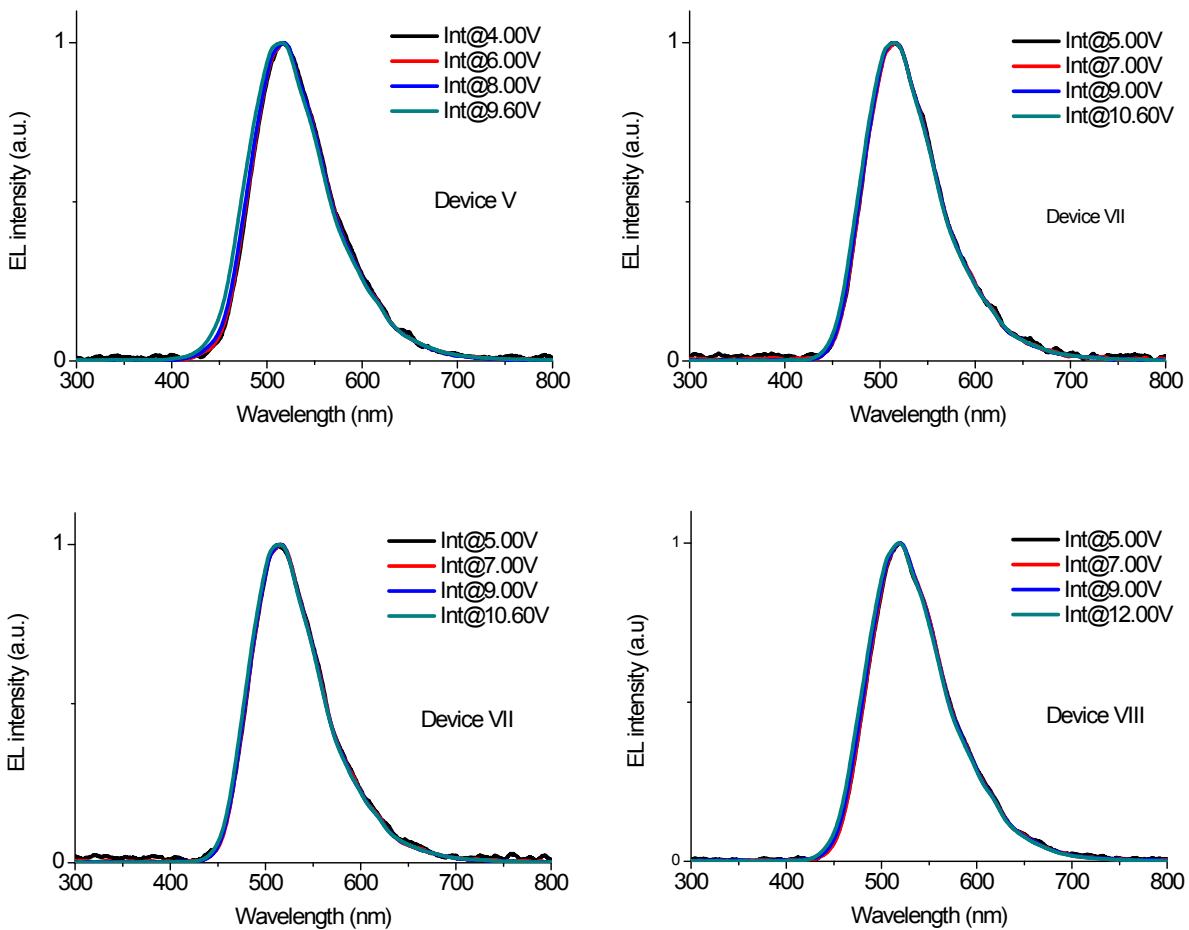 1
Int@4.00V
Int@6.00V
Int@8.00V
Int@9.60V
EL intensity (a.u.)
Device V
0
300 400 500 600 700 800
Wavelength (nm)
1
Int@5.00V
Int@7.00V
Int@9.00V
Int@10.60V
EL intensity (a.u.)
Device VII
0
300 400 500 600 700 800
Wavelength (nm)
1
Int@5.00V
Int@7.00V
Int@9.00V
Int@10.60V
EL intensity (a.u.)
Device VII
0
300 400 500 600 700 800
Wavelength (nm)
1
Int@5.00V
Int@7.00V
Int@9.00V
Int@12.00V
EL intensity (a.u)
Device VIII
0
300 400 500 600 700 800
Wavelength (nm)